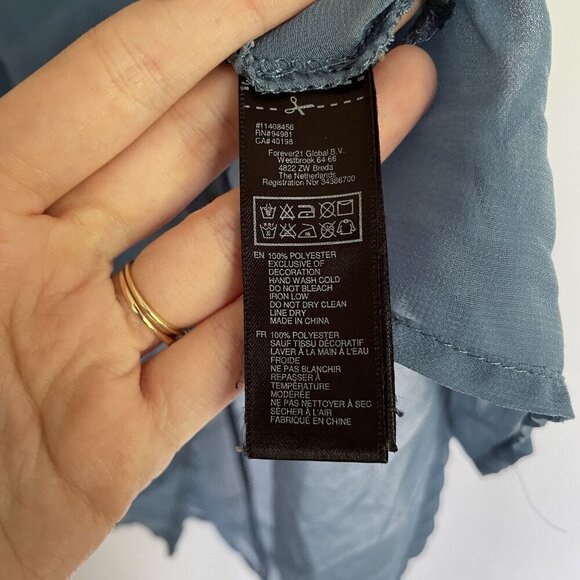 #11408456
RN#94981
CA#40198
Forever21 Global B.V.
Westbroek 64-66
4822 ZW Breda
The Netherlands
Registration Nbr 34386700
EN 100% POLYESTER
EXCLUSIVE OF
DECORATION
HAND WASH COLD
DO NOT BLEACH
IRON LOW
DO NOT DRY CLEAN
LINE DRY
MADE IN CHINA
FR 100% POLYESTER
SAUF TISSU DÉCORATIF
LAVER À LA MAIN À L'EAU
FROIDE
NE PAS BLANCHIR
REPASSER À
TEMPÉRATURE
MODÉRÉE
NE PAS NETTOYER À SEC
SÉCHER À L'AIR
FABRIQUÉ EN CHINE